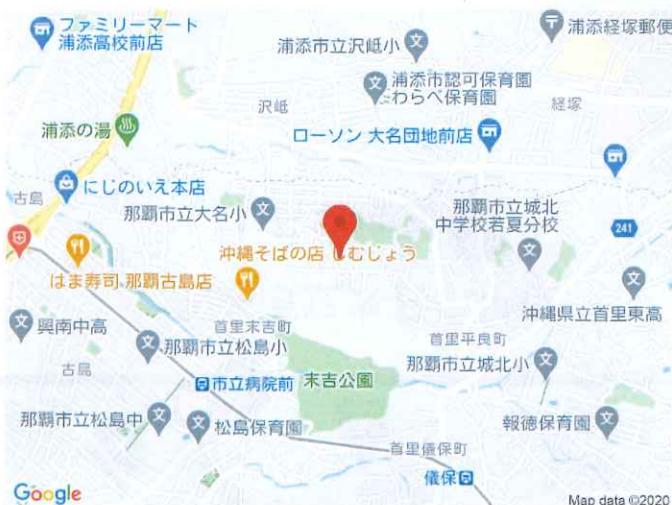 ファミリーマート
浦添高校前店
浦添市立沢岻小
浦添経塚郵便
浦添市認可保育園
わらべ保育園
沢岻
経塚
浦添の湯
ローソン 大名団地前店
古島
にじのいえ本店
那覇市立大名小
那覇市立城北
中学校若夏分校
241
沖縄そばの店 しむじょう
はま寿司 那覇古島店
沖縄県立首里東高
興南中高
首里末吉町
首里平良町
那覇市立松島小
那覇市立城北小
古島
市立病院前
末吉公園
那覇市立松島中
松島保育園
報徳保育園
首里儀保町
儀保
Google
Map data ©2020